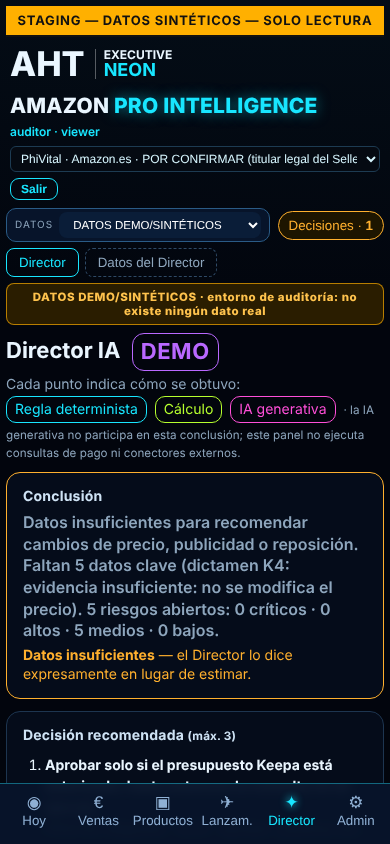 STAGING — DATOS SINTÉTICOS — SOLO LECTURA
AHT
EXECUTIVE
NEON
AMAZON PRO INTELLIGENCE
auditor · viewer
PhiVital · Amazon.es · POR CONFIRMAR (titular legal del Selle
Salir
DATOS DATOS DEMO/SINTÉTICOS
Decisiones · 1
Director
Datos del Director
DATOS DEMO/SINTÉTICOS · entorno de auditoría: no
existe ningún dato real
Director IA DEMO
Cada punto indica cómo se obtuvo:
Regla determinista Cálculo IA generativa · la IA
generativa no participa en esta conclusión; este panel no ejecuta
consultas de pago ni conectores externos.
Conclusión
Datos insuficientes para recomendar
cambios de precio, publicidad o reposición.
Faltan 5 datos clave (dictamen K4:
evidencia insuficiente: no se modifica el
precio). 5 riesgos abiertos: 0 críticos · 0
altos · 5 medios · 0 bajos.
Datos insuficientes — el Director lo dice
expresamente en lugar de estimar.
Decisión recomendada (máx. 3)
1. Aprobar solo si el presupuesto Keepa está
Hoy
Ventas
Productos
Lanzam.
Director
Admin